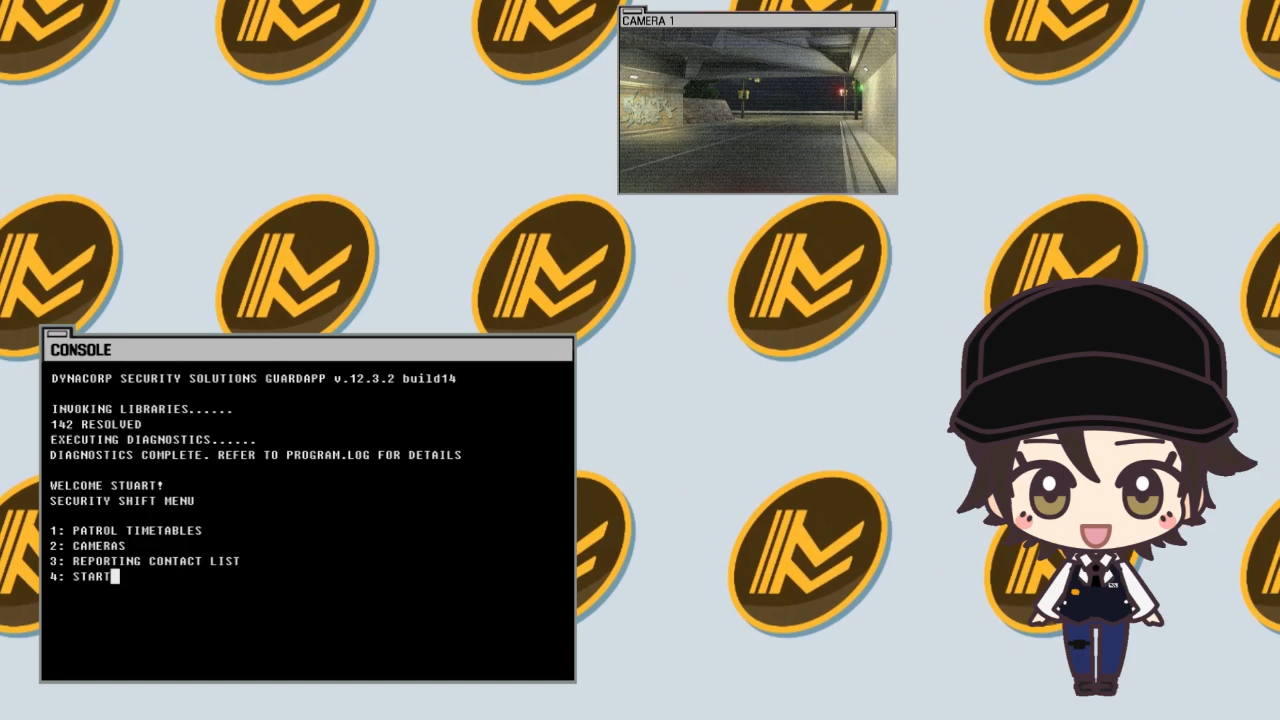 CAMERA 1
CONSOLE
DYNACORP SECURITY SOLUTIONS GUARDAPP v.12.3.2 build14
INVOKING LIBRARIES......
142 RESOLVED
EXECUTING DIAGNOSTICS......
DIAGNOSTICS COMPLETE. REFER TO PROGRAM.LOG FOR DETAILS
WELCOME STUART!
SECURITY SHIFT MENU
1: PATROL TIMETABLES
2: CAMERAS
3: REPORTING CONTACT LIST
4: START